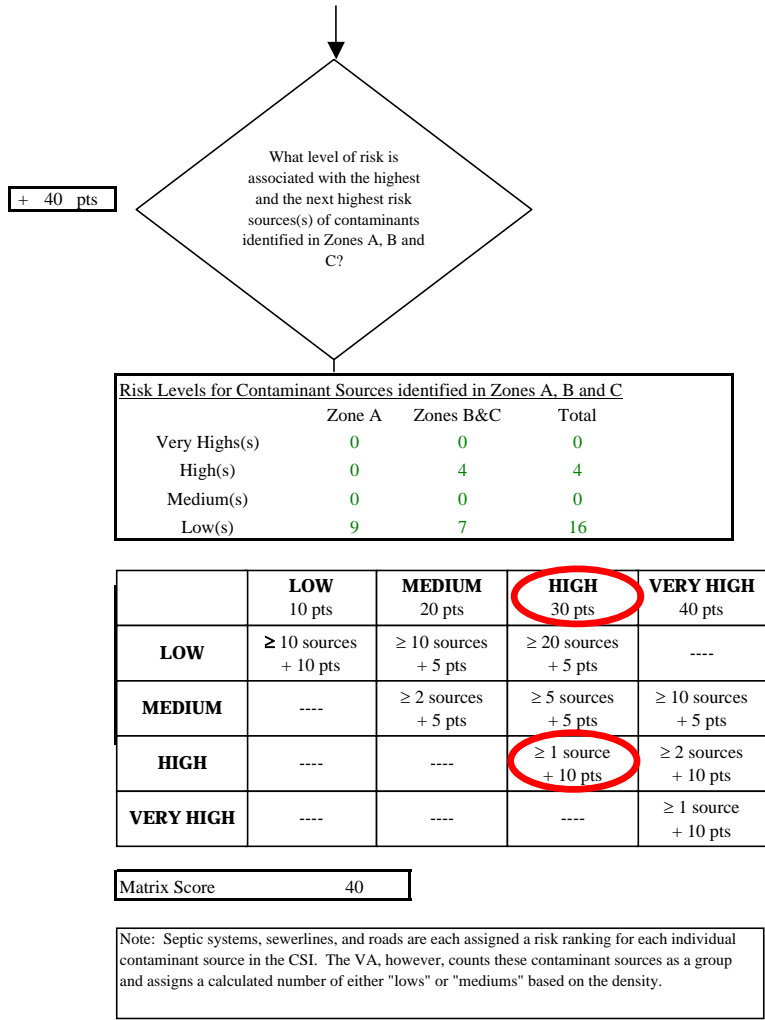 What level of risk is
associated with the highest
and the next highest risk
sources(s) of contaminants
identified in Zones A, B and
C?
+ 40 pts
Risk Levels for Contaminant Sources identified in Zones A, B and C
Zone A Zones B&C Total
Very Highs(s) 0 0 0
High(s) 0 4 4
Medium(s) 0 0 0
Low(s) 9 7 16
LOW MEDIUM HIGH VERY HIGH
10 pts 20 pts 30 pts 40 pts
LOW ≥ 10 sources ≥ 10 sources ≥ 20 sources ----
+ 10 pts + 5 pts + 5 pts
MEDIUM ---- ≥ 2 sources ≥ 5 sources ≥ 10 sources
+ 5 pts + 5 pts + 5 pts
HIGH ---- ---- ≥ 1 source ≥ 2 sources
+ 10 pts + 10 pts
VERY HIGH ---- ---- ---- ≥ 1 source
+ 10 pts
Matrix Score 40
Note: Septic systems, sewerlines, and roads are each assigned a risk ranking for each individual
contaminant source in the CSI. The VA, however, counts these contaminant sources as a group
and assigns a calculated number of either "lows" or "mediums" based on the density.